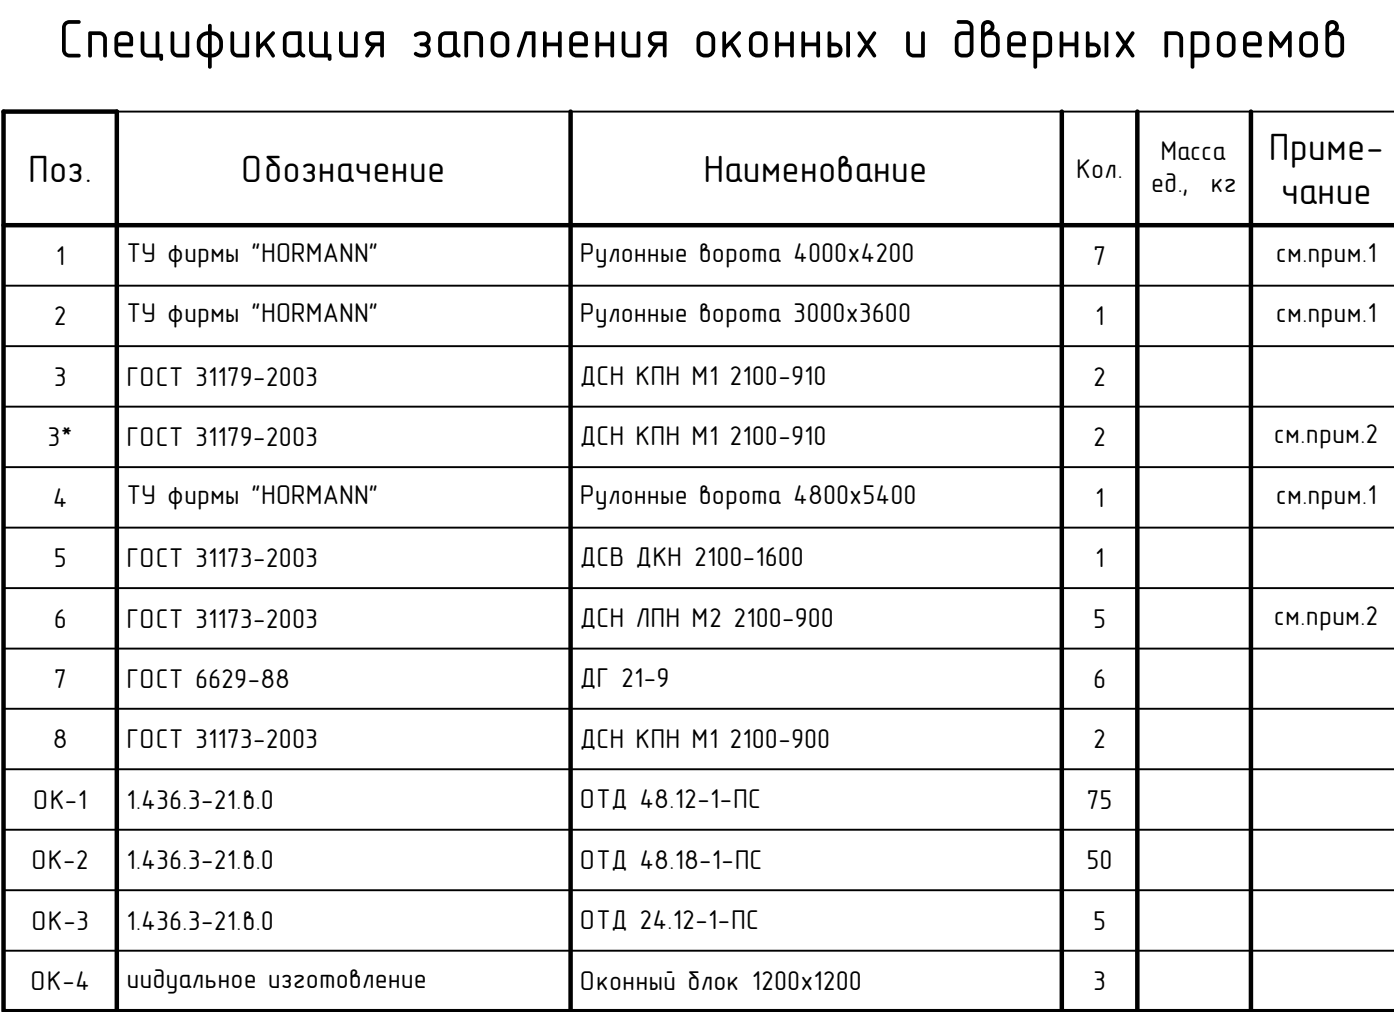 Спецификация заполнения оконных и дверных проемов
Поз. Обозначение Наименование Кол. Масса ед., кг Приме-чание
1 ТУ фирмы "HORMANN" Рулонные ворота 4000x4200 7 см.прим.1
2 ТУ фирмы "HORMANN" Рулонные ворота 3000x3600 1 см.прим.1
3 ГОСТ 31179-2003 ДСН КПН М1 2100-910 2
3* ГОСТ 31179-2003 ДСН КПН М1 2100-910 2 см.прим.2
4 ТУ фирмы "HORMANN" Рулонные ворота 4800x5400 1 см.прим.1
5 ГОСТ 31173-2003 ДСВ ДКН 2100-1600 1
6 ГОСТ 31173-2003 ДСН ЛПН М2 2100-900 5 см.прим.2
7 ГОСТ 6629-88 ДГ 21-9 6
8 ГОСТ 31173-2003 ДСН КПН М1 2100-900 2
ОК-1 1.436.3-21.в.0 ОТД 48.12-1-ПС 75
ОК-2 1.436.3-21.в.0 ОТД 48.18-1-ПС 50
ОК-3 1.436.3-21.в.0 ОТД 24.12-1-ПС 5
ОК-4 иидуальное изготовление Оконный блок 1200x1200 3